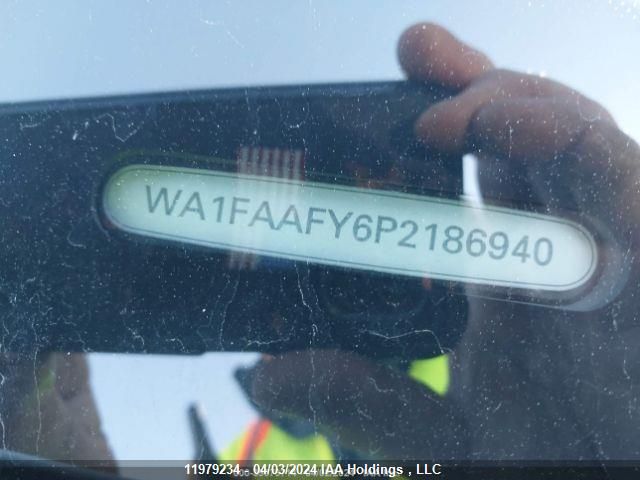 WA1FAAFY6P2186940
11979234 04/03/2024 IAA Holdings , LLC